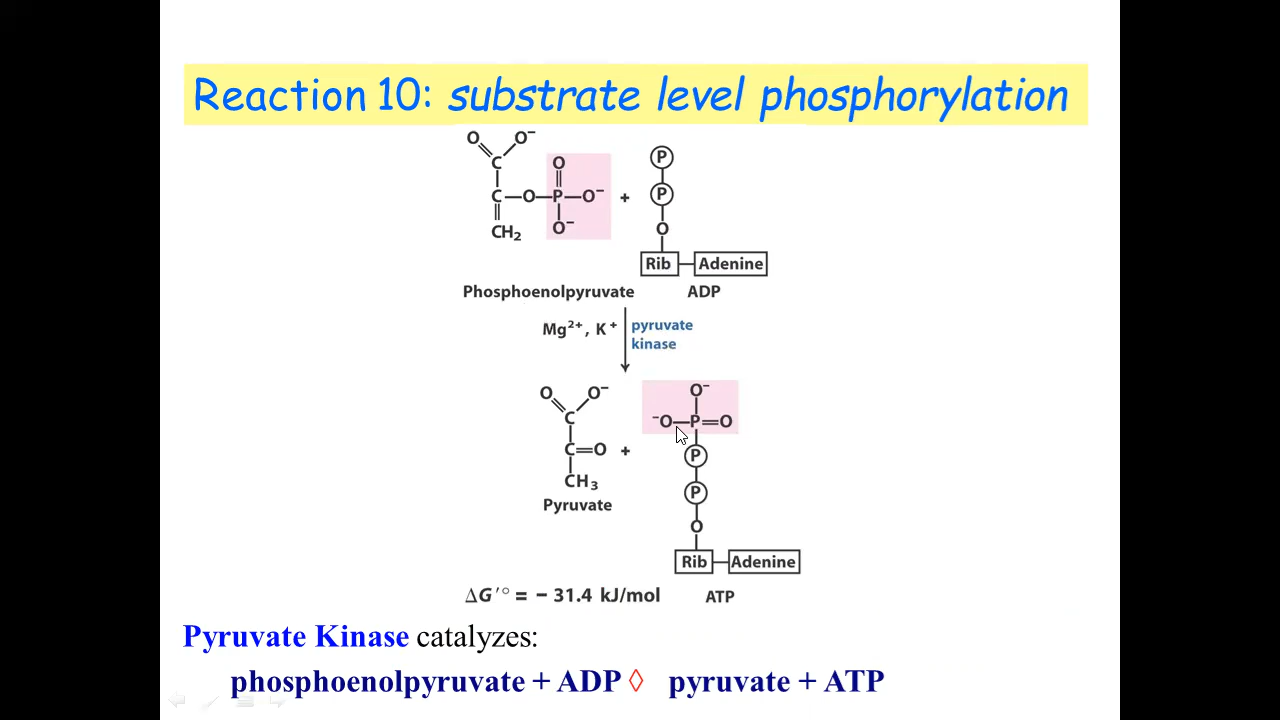 Reaction 10: substrate level phosphorylation
O O⁻
C O P
C—O—P—O⁻ + P
CH₂ O⁻ O
Rib Adenine
Phosphoenolpyruvate ADP
Mg²⁺, K⁺ pyruvate
kinase
O O⁻ O⁻
C ⁻O—P=O
C=O + P
CH₃ P
Pyruvate
O
Rib Adenine
ΔG′° = − 31.4 kJ/mol ATP
Pyruvate Kinase catalyzes:
phosphoenolpyruvate + ADP ◊ pyruvate + ATP